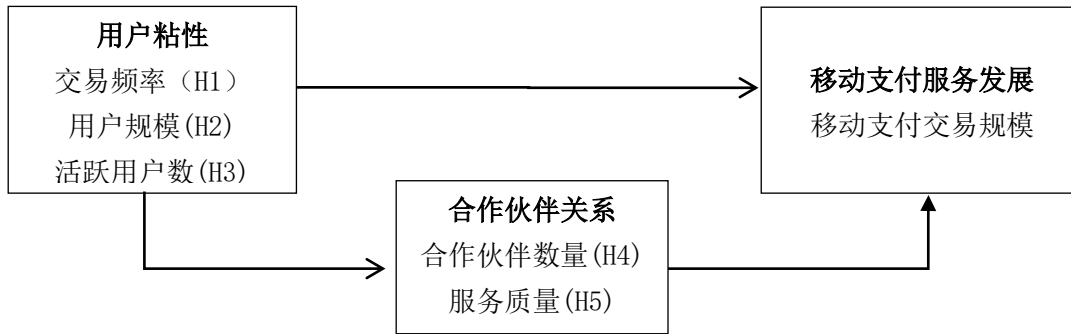 用户粘性
交易频率（H1）
用户规模(H2)
活跃用户数(H3)
移动支付服务发展
移动支付交易规模
合作伙伴关系
合作伙伴数量(H4)
服务质量(H5)